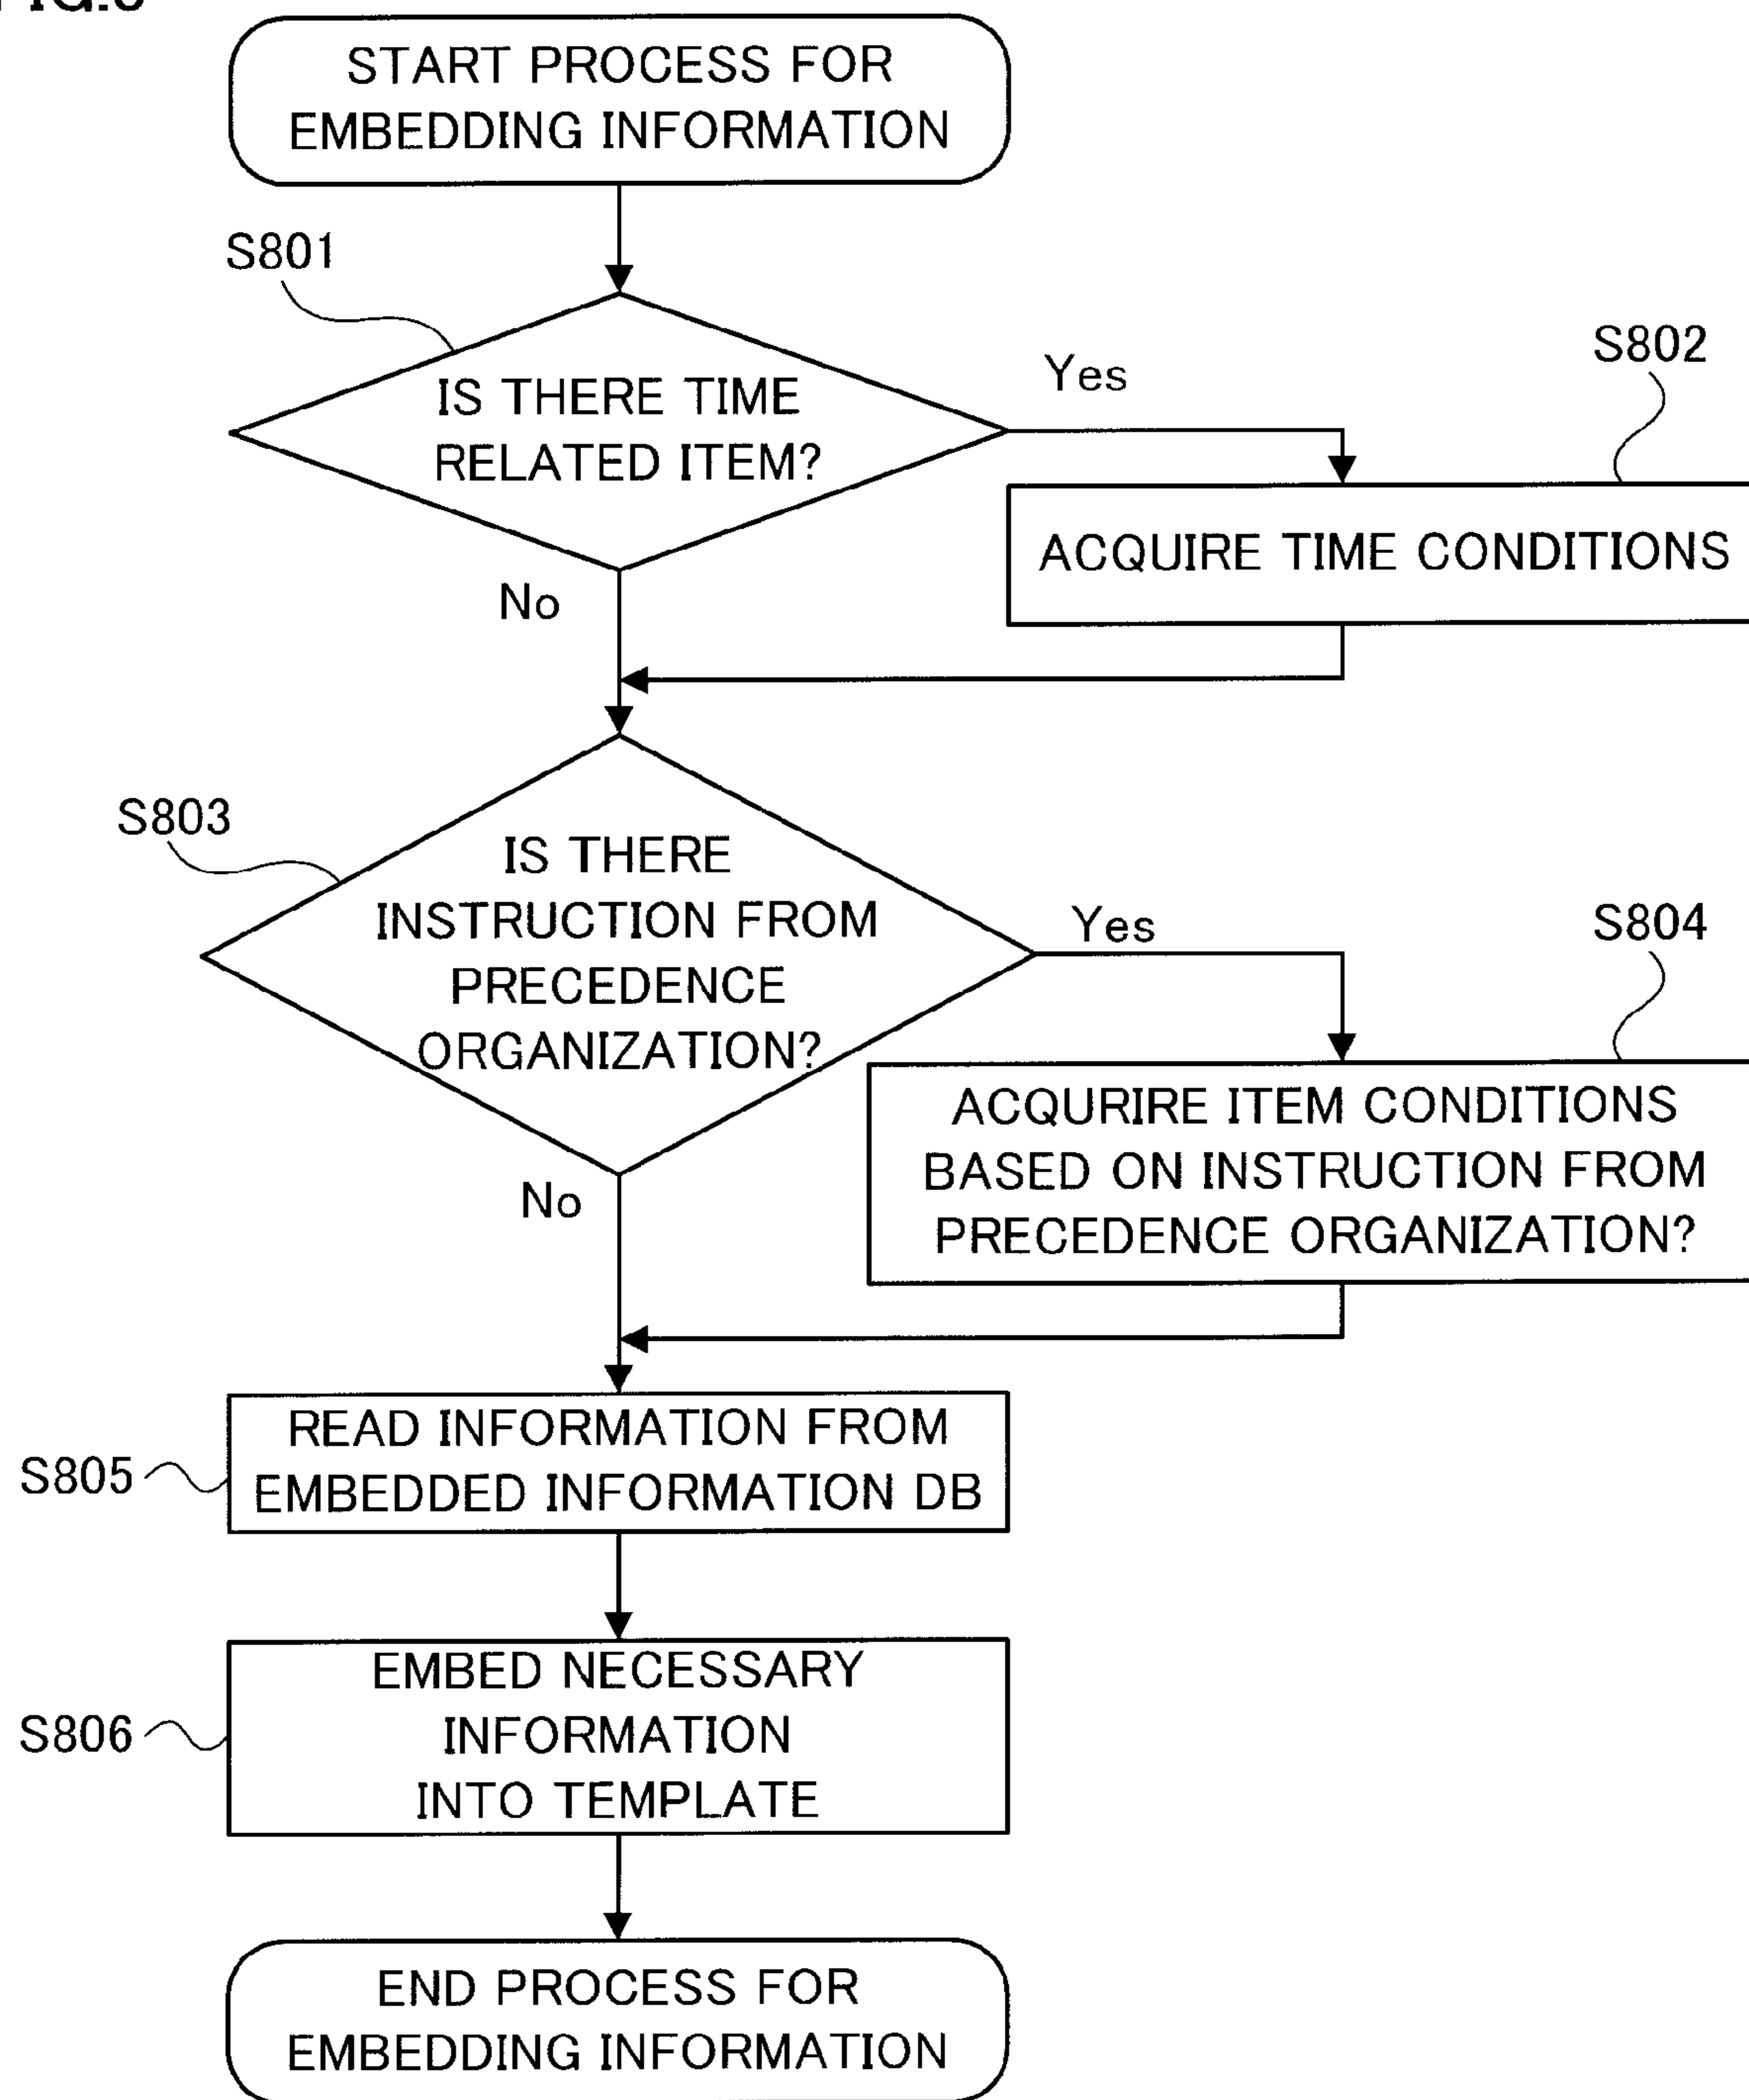 START PROCESS FOR
EMBEDDING INFORMATION
S801
IS THERE TIME
RELATED ITEM?
Yes
No
S802
ACQUIRE TIME CONDITIONS
S803
IS THERE
INSTRUCTION FROM
PRECEDENCE
ORGANIZATION?
Yes
No
S804
ACQURIRE ITEM CONDITIONS
BASED ON INSTRUCTION FROM
PRECEDENCE ORGANIZATION?
S805
READ INFORMATION FROM
EMBEDDED INFORMATION DB
S806
EMBED NECESSARY
INFORMATION
INTO TEMPLATE
END PROCESS FOR
EMBEDDING INFORMATION